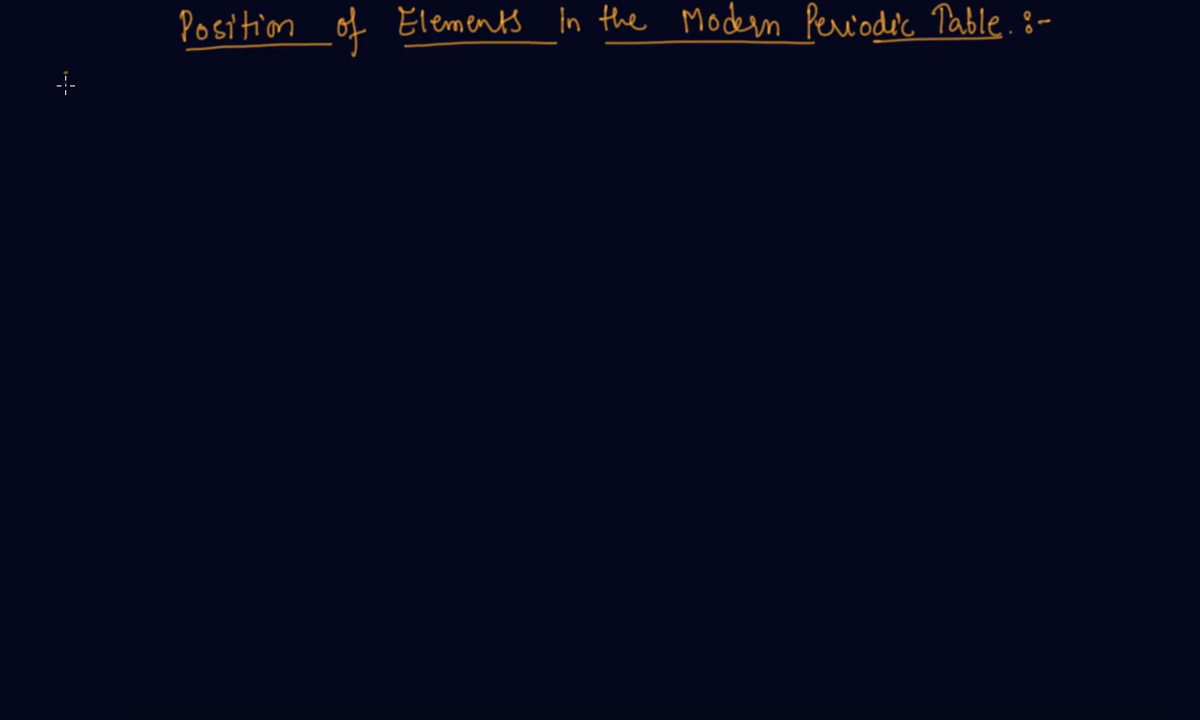 Position of Elements in the Modern Periodic Table. :-